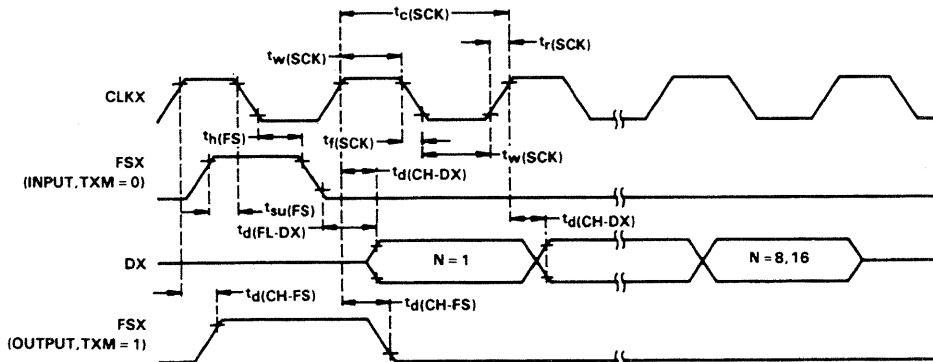 tc(SCK)
tw(SCK)
tr(SCK)
CLKX
th(FS)
tf(SCK)
tw(SCK)
FSX
(INPUT, TXM = 0)
td(CH-DX)
tsu(FS)
td(FL-DX)
td(CH-DX)
DX
N = 1
N = 8, 16
td(CH-FS)
td(CH-FS)
FSX
(OUTPUT, TXM = 1)